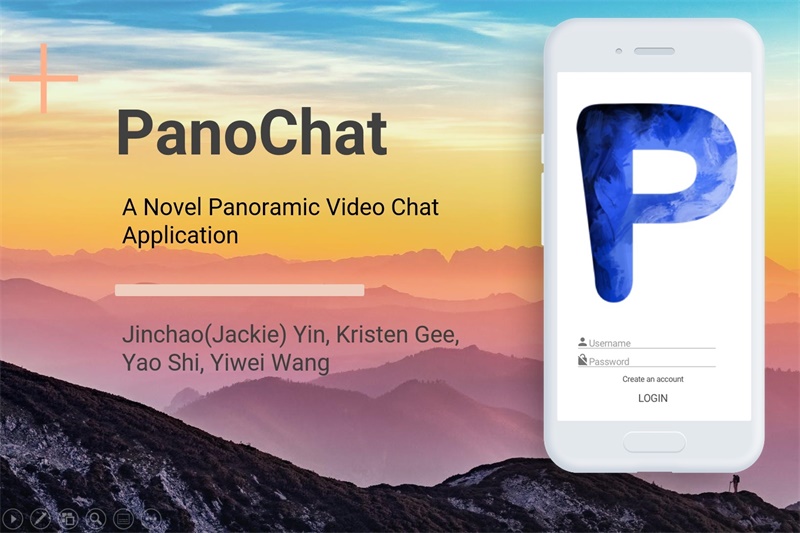 PanoChat
A Novel Panoramic Video Chat
Application
Jinchao(Jackie) Yin, Kristen Gee,
Yao Shi, Yiwei Wang
P
Username
Password
Create an account
LOGIN